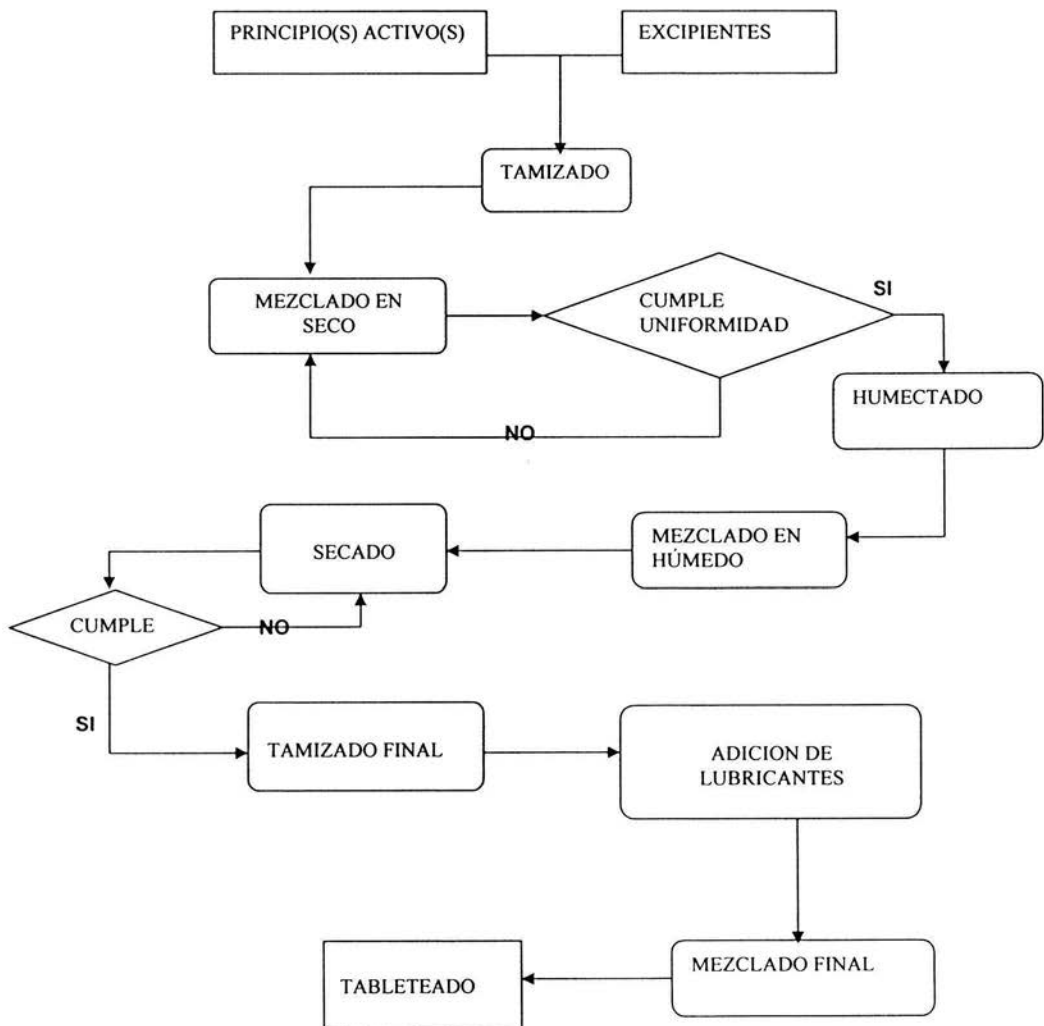 PRINCIPIO(S) ACTIVO(S)
EXCIPIENTES
TAMIZADO
MEZCLADO EN
SECO
CUMPLE
UNIFORMIDAD
SI
NO
HUMECTADO
MEZCLADO EN
HÚMEDO
SECADO
CUMPLE
NO
SI
TAMIZADO FINAL
ADICION DE
LUBRICANTES
MEZCLADO FINAL
TABLETEADO